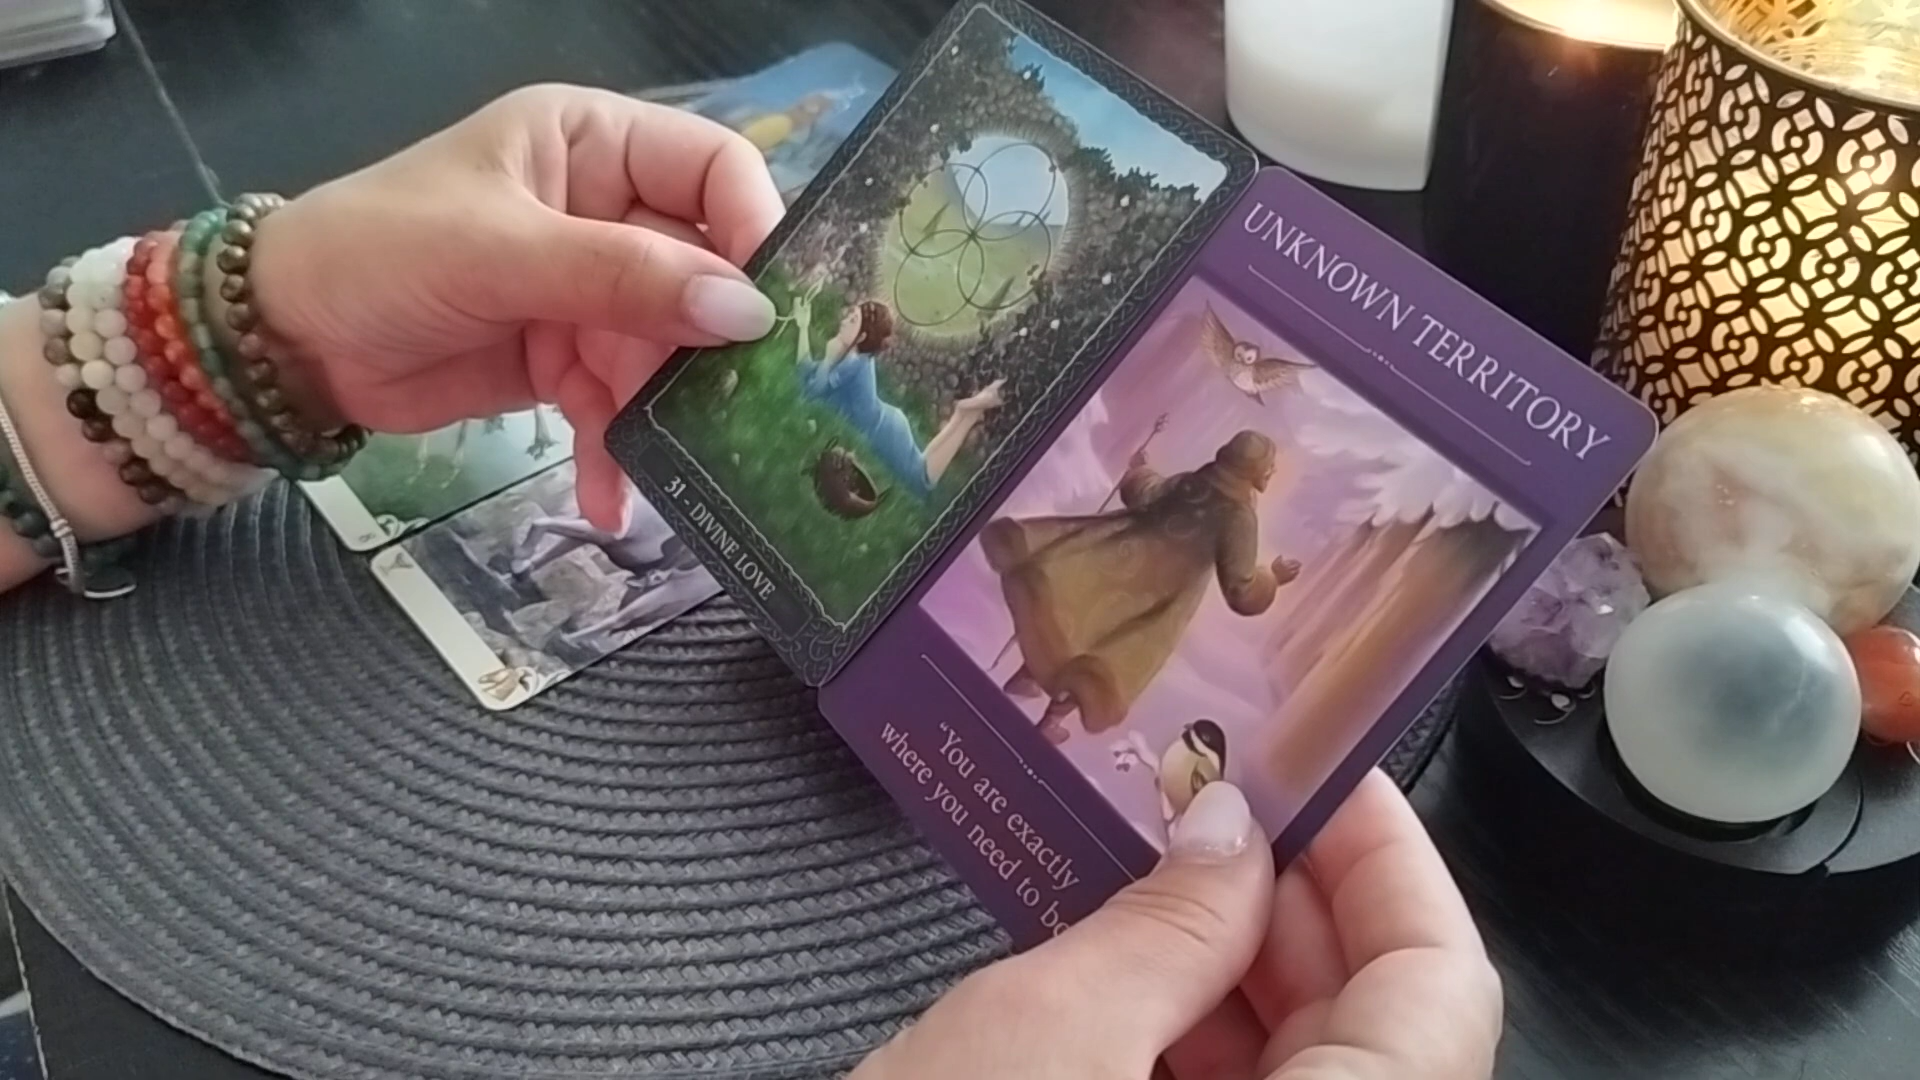 31 - DIVINE LOVE
UNKNOWN TERRITORY
“You are exactly
where you need to be